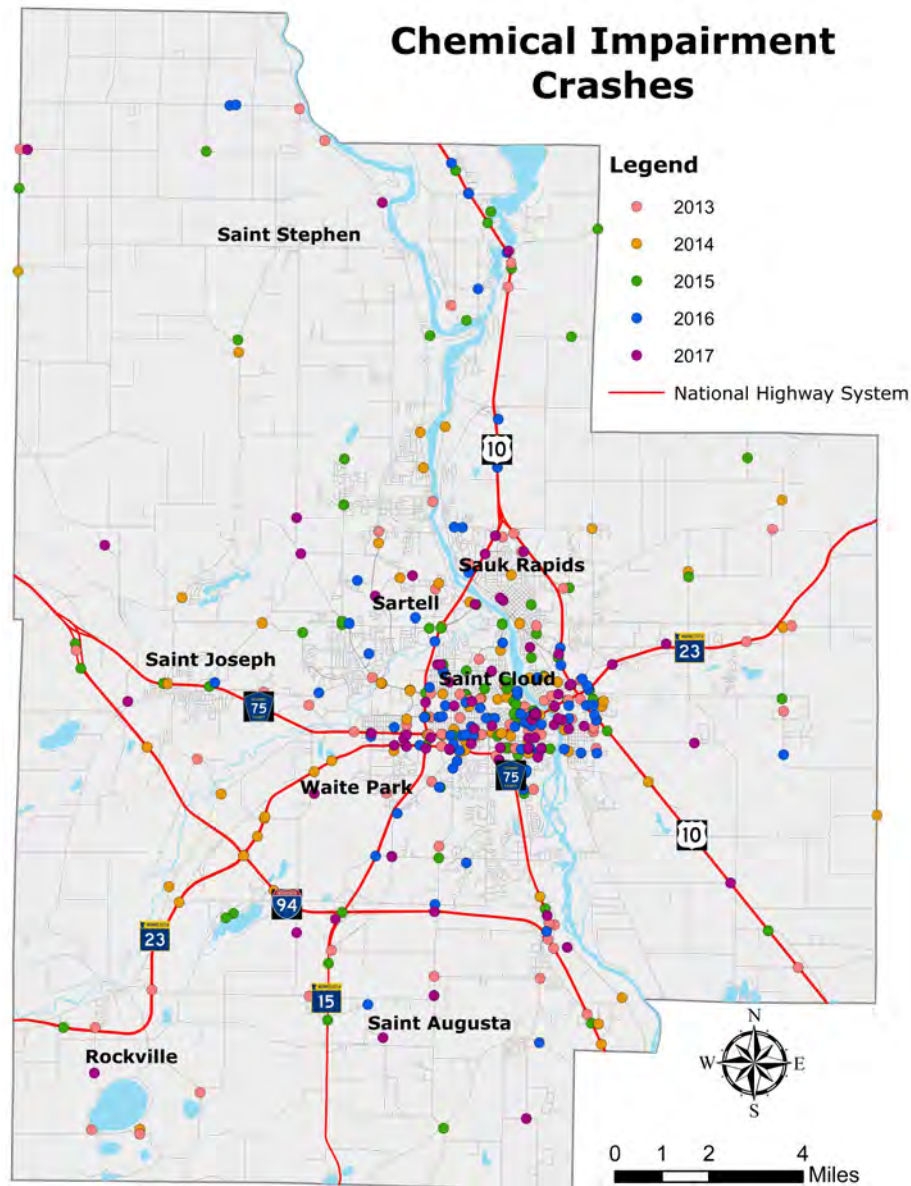 Chemical Impairment
Crashes
Legend
2013
2014
2015
2016
2017
National Highway System
Saint Stephen
10
Sauk Rapids
Sartell
23
Saint Joseph
Saint Cloud
75
75
Waite Park
10
94
23
15
Saint Augusta
Rockville
N
W E
S
0 1 2 4
Miles